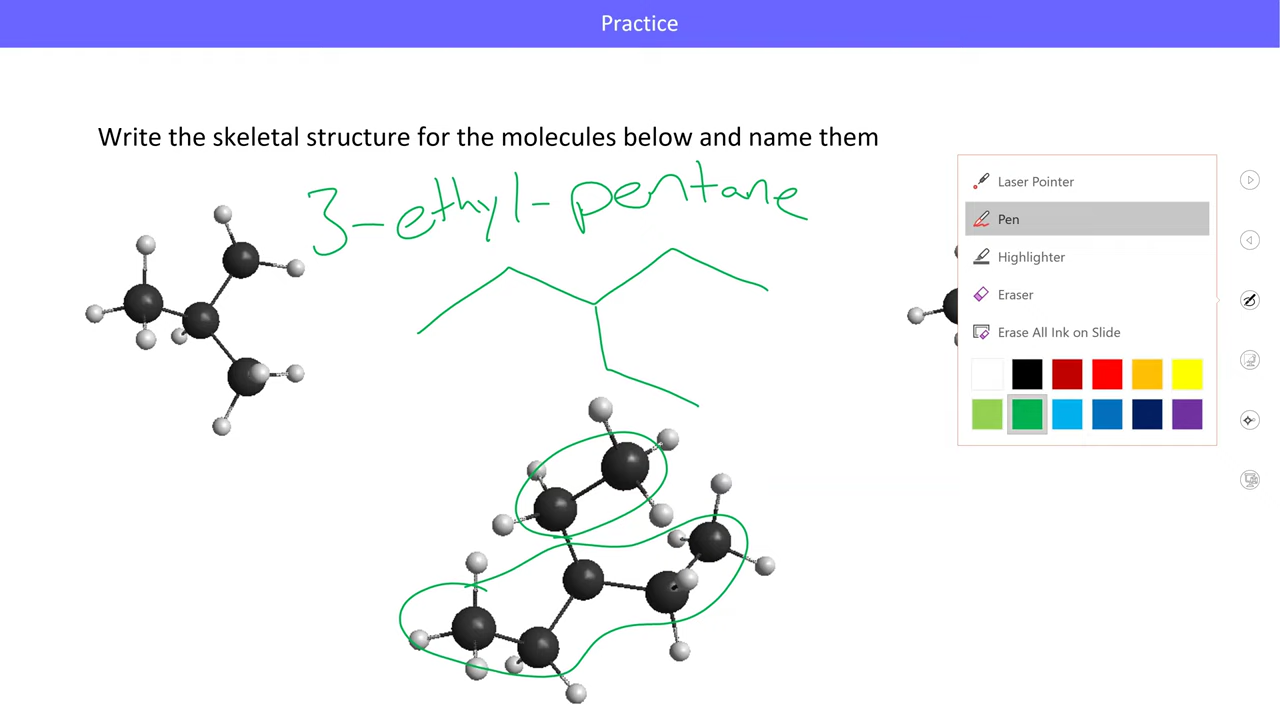 Practice
Write the skeletal structure for the molecules below and name them
3-ethyl-pentane
Laser Pointer
Pen
Highlighter
Eraser
Erase All Ink on Slide